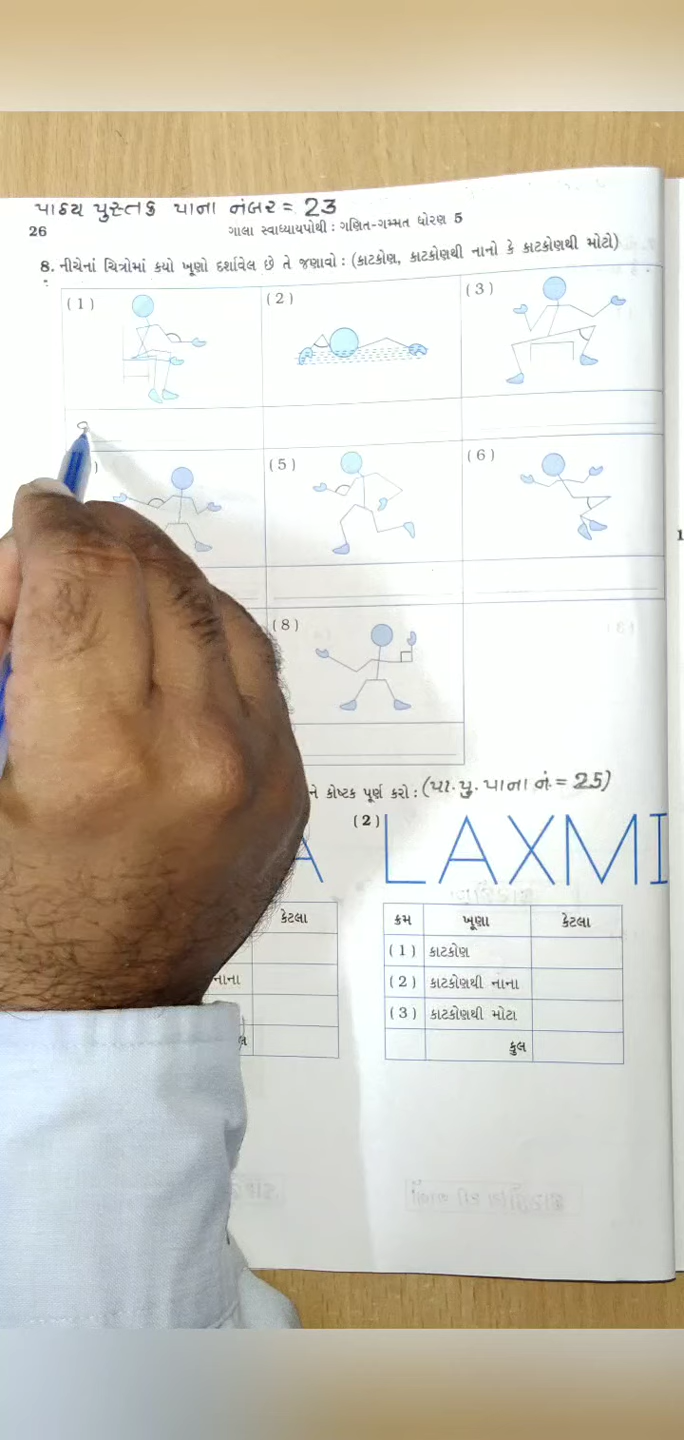 પાઠ્ય પુસ્તક પાના નંબર = 23
26
ગાલા સ્વાધ્યાયપોથી : ગણિત-ગમ્મત ધોરણ 5
8. નીચેનાં ચિત્રોમાં કયો ખૂણો દર્શાવેલ છે તે જણાવો : (કાટકોણ, કાટકોણથી નાનો કે કાટકોણથી મોટો)
(1) (2) (3)
) (5) (6)
(8)
ને કોષ્ટક પૂર્ણ કરો : (પા.પુ. પાના નં. = 25)
(2) LAXMI
A
કેટલા
નાના
લ
ક્રમ ખૂણા કેટલા
(1) કાટકોણ
(2) કાટકોણથી નાના
(3) કાટકોણથી મોટા
કુલ
1